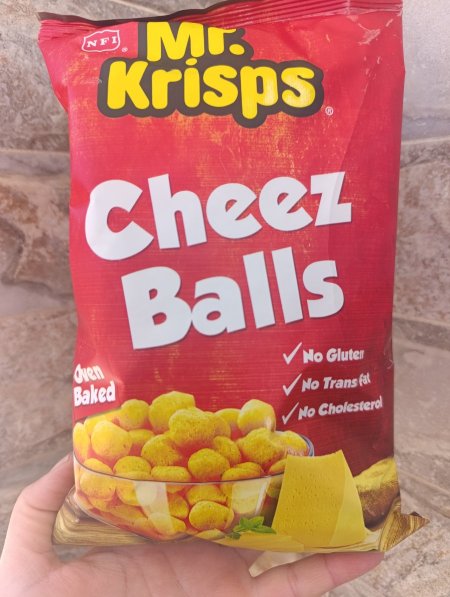 NFI
®
Mr.
Krisps
®
Cheez
Balls
✓ No Gluten
✓ No Trans fat
✓ No Cholesterol
Oven
Baked